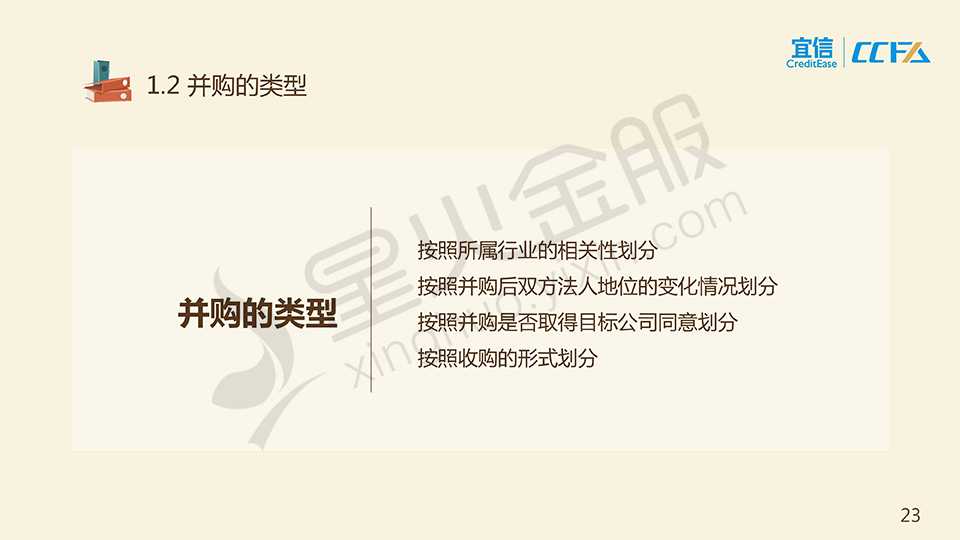 宜信
CreditEase
CCFA
1.2 并购的类型
星火金服
xinghuo.yixin.com
并购的类型
按照所属行业的相关性划分
按照并购后双方法人地位的变化情况划分
按照并购是否取得目标公司同意划分
按照收购的形式划分
23